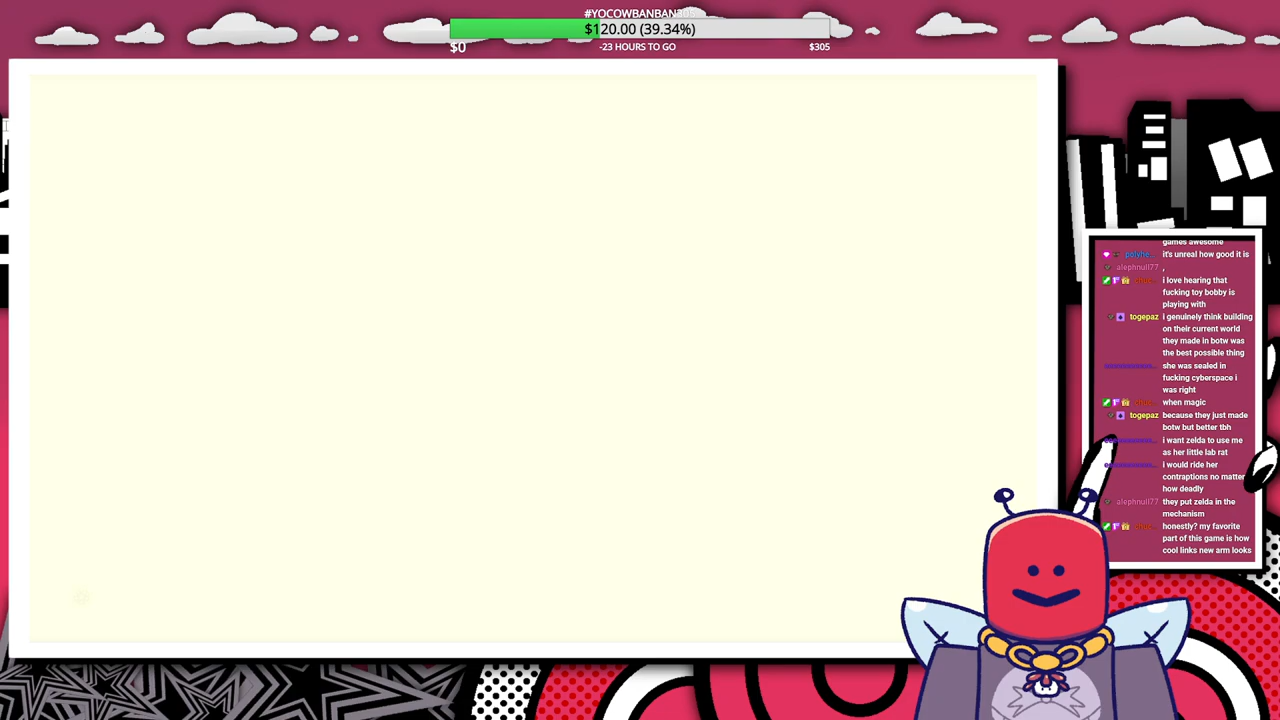 #YOCOWBANBAN305
$120.00 (39.34%)
$0
-23 HOURS TO GO
$305
games awesome
it's unreal how good it is
alephnull77 ,
i love hearing that
fucking toy bobby is
playing with
togepaz i genuinely think building
on their current world
they made in botw was
the best possible thing
she was sealed in
fucking cyberspace i
was right
when magic
togepaz because they just made
botw but better tbh
i want zelda to use me
as her little lab rat
i would ride her
contraptions no matter
how deadly
alephnull77 they put zelda in the
mechanism
honestly? my favorite
part of this game is how
cool links new arm looks